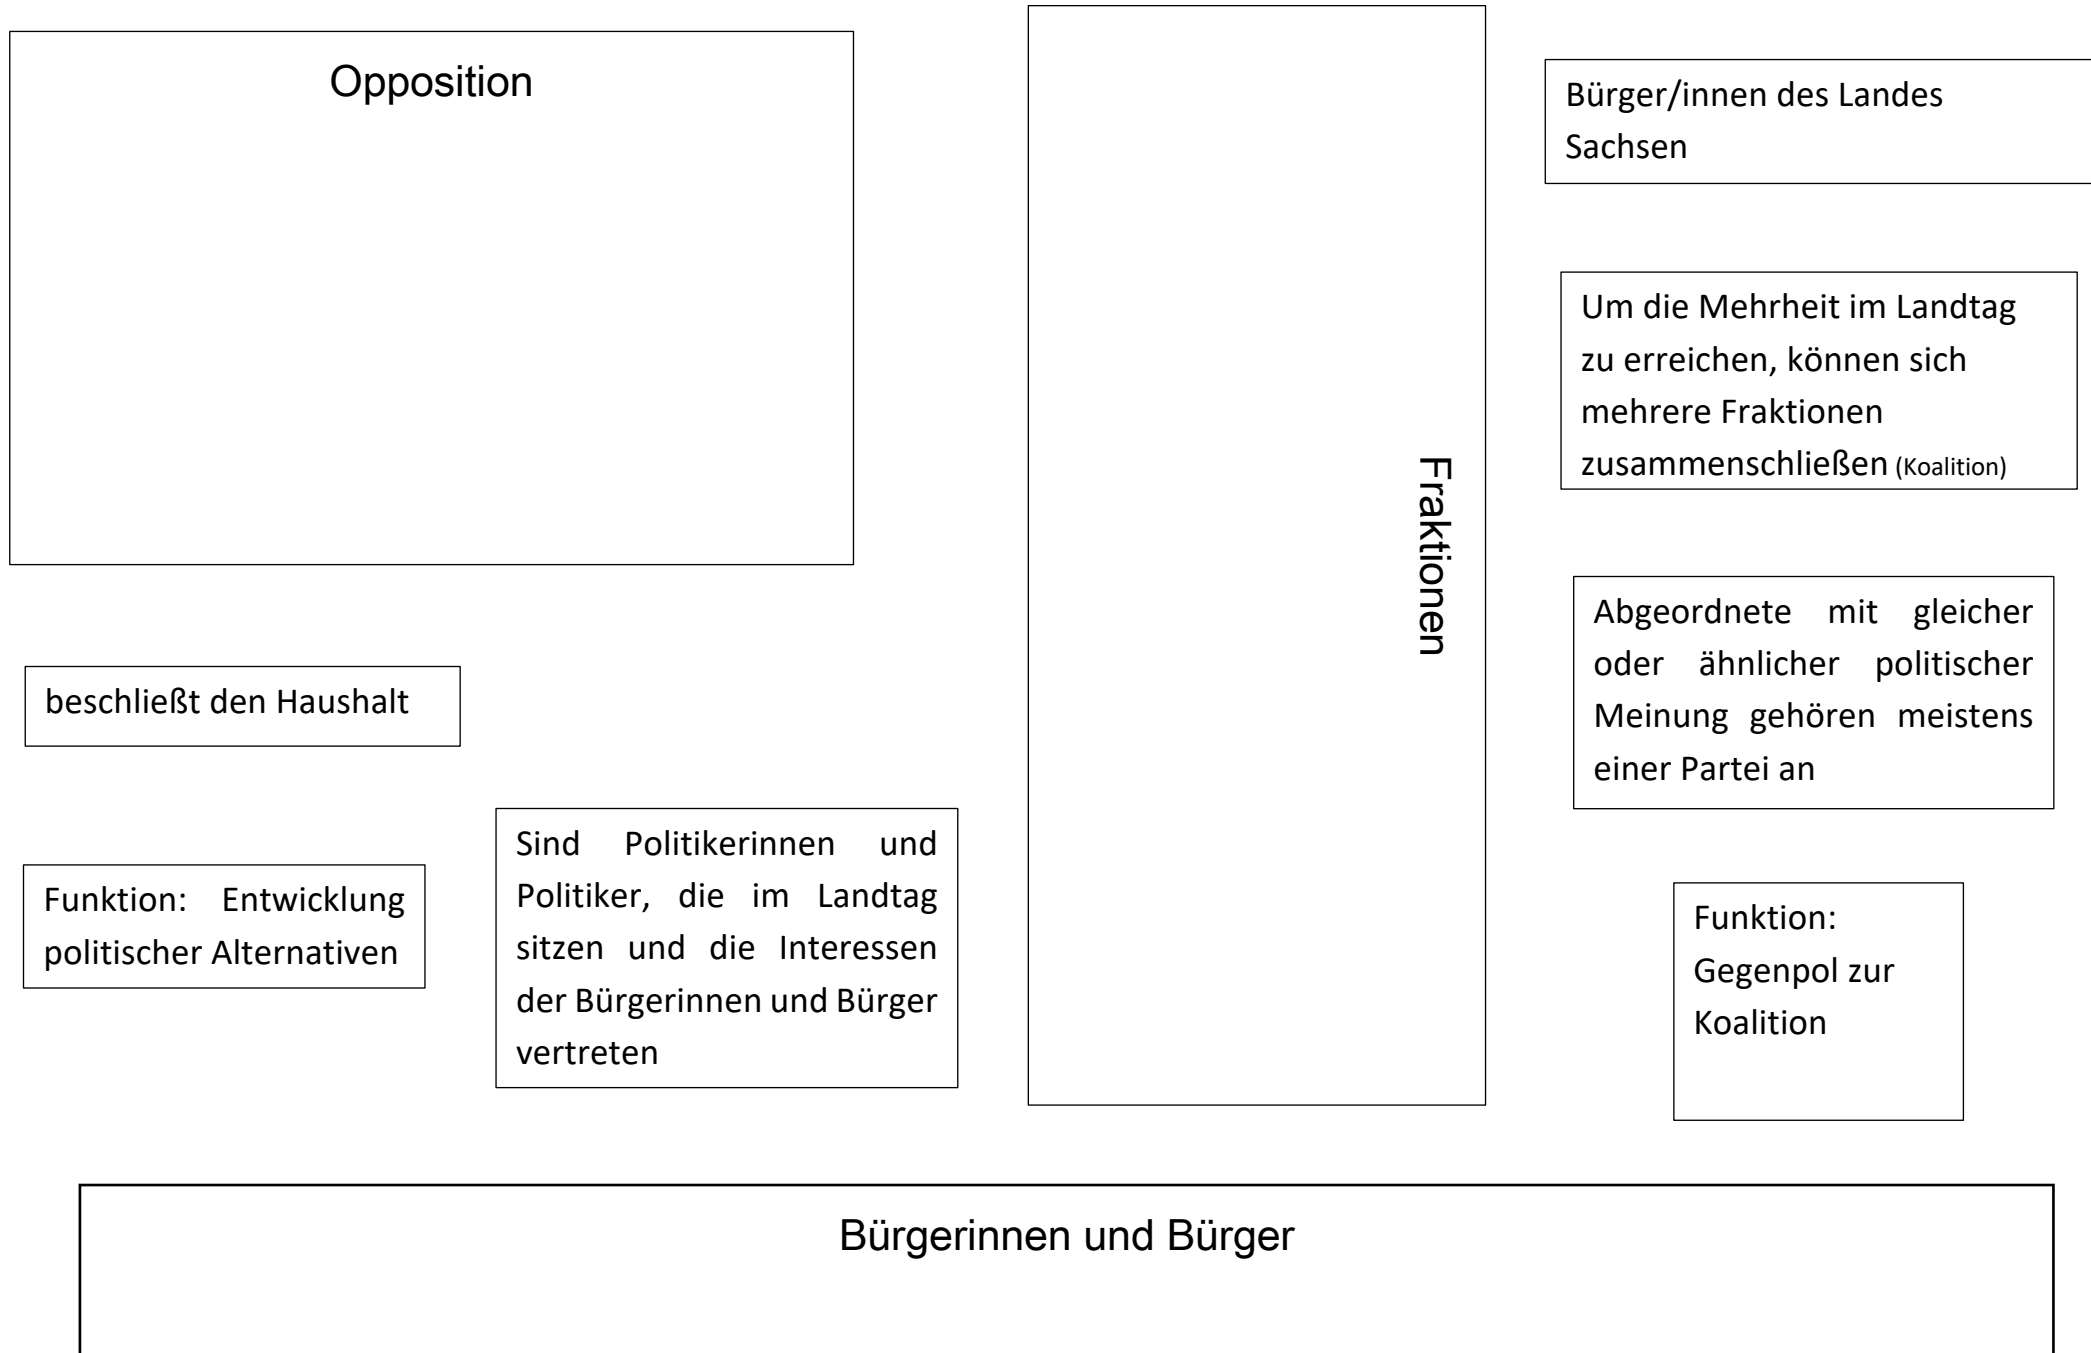 Opposition
Bürger/innen des Landes
Sachsen
Um die Mehrheit im Landtag
zu erreichen, können sich
mehrere Fraktionen
zusammenschließen (Koalition)
Fraktionen
Abgeordnete mit gleicher
oder ähnlicher politischer
Meinung gehören meistens
einer Partei an
beschließt den Haushalt
Funktion: Entwicklung
politischer Alternativen
Sind Politikerinnen und
Politiker, die im Landtag
sitzen und die Interessen
der Bürgerinnen und Bürger
vertreten
Funktion:
Gegenpol zur
Koalition
Bürgerinnen und Bürger